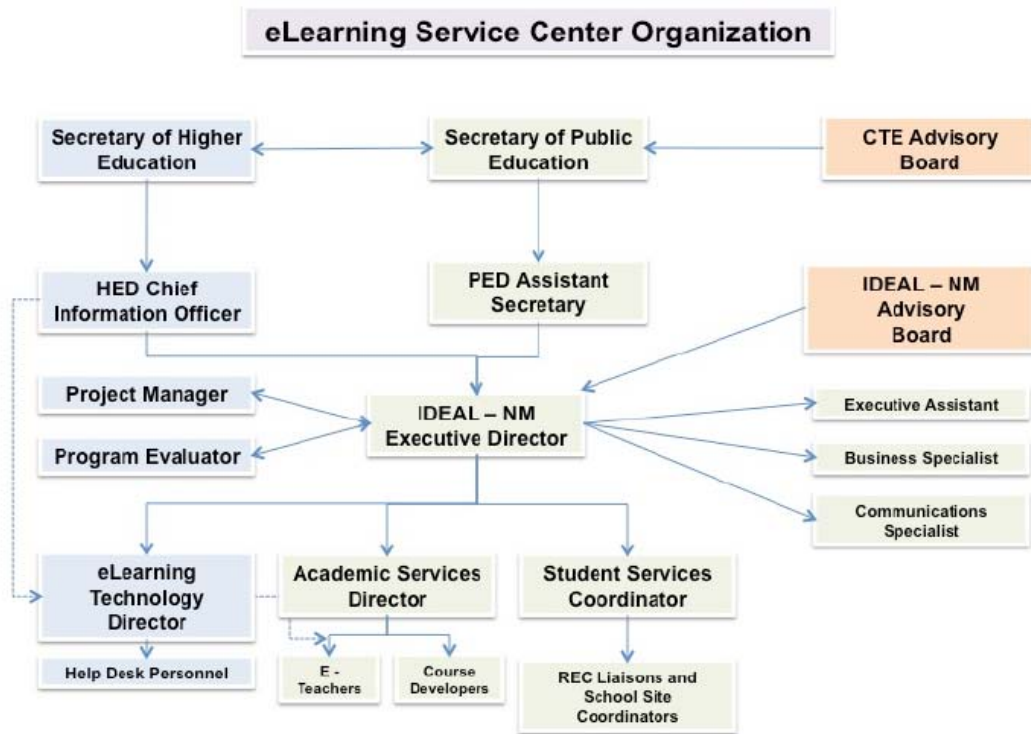 eLearning Service Center Organization
Secretary of Higher
Education
Secretary of Public
Education
CTE Advisory
Board
HED Chief
Information Officer
PED Assistant
Secretary
IDEAL – NM
Advisory
Board
Project Manager
Program Evaluator
IDEAL – NM
Executive Director
Executive Assistant
Business Specialist
Communications
Specialist
eLearning
Technology
Director
Academic Services
Director
Student Services
Coordinator
Help Desk Personnel
E -
Teachers
Course
Developers
REC Liaisons and
School Site
Coordinators